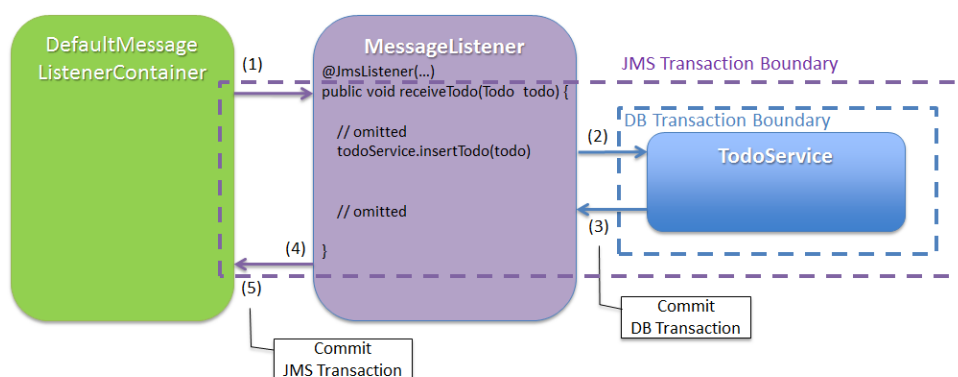 DefaultMessage
ListenerContainer
(1)
MessageListener
@JmsListener(...)
public void receiveTodo(Todo todo) {
// omitted
todoService.insertTodo(todo)
// omitted
}
JMS Transaction Boundary
DB Transaction Boundary
(2)
TodoService
(3)
(4)
(5)
Commit
DB Transaction
Commit
JMS Transaction